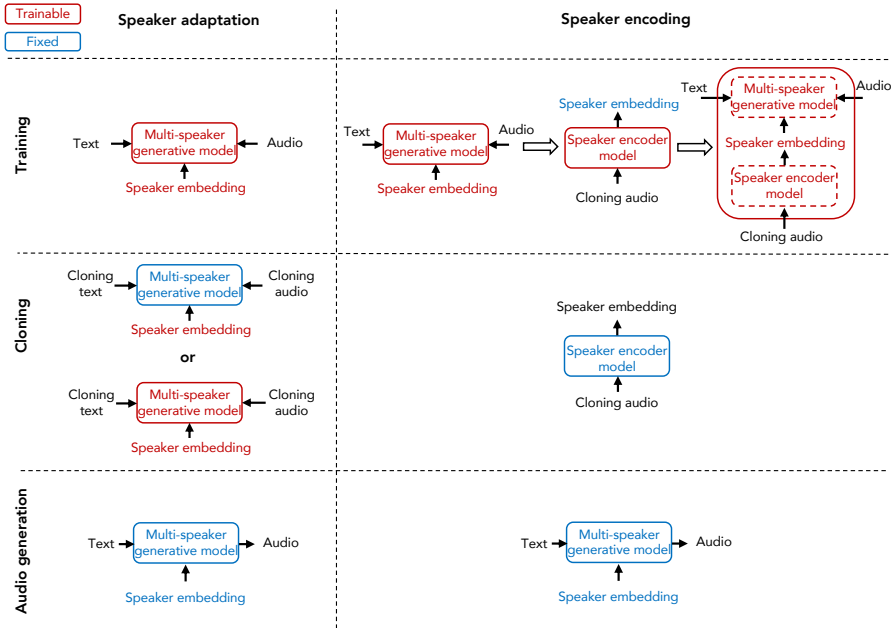 Trainable
Fixed
Speaker adaptation
Speaker encoding
Training
Text
Multi-speaker
generative model
Audio
Speaker embedding
Text
Multi-speaker
generative model
Audio
Speaker embedding
Speaker embedding
Speaker encoder
model
Cloning audio
Text
Multi-speaker
generative model
Audio
Speaker embedding
Speaker encoder
model
Cloning audio
Cloning
Cloning
text
Multi-speaker
generative model
Cloning
audio
Speaker embedding
or
Cloning
text
Multi-speaker
generative model
Cloning
audio
Speaker embedding
Speaker embedding
Speaker encoder
model
Cloning audio
Audio generation
Text
Multi-speaker
generative model
Audio
Speaker embedding
Text
Multi-speaker
generative model
Audio
Speaker embedding